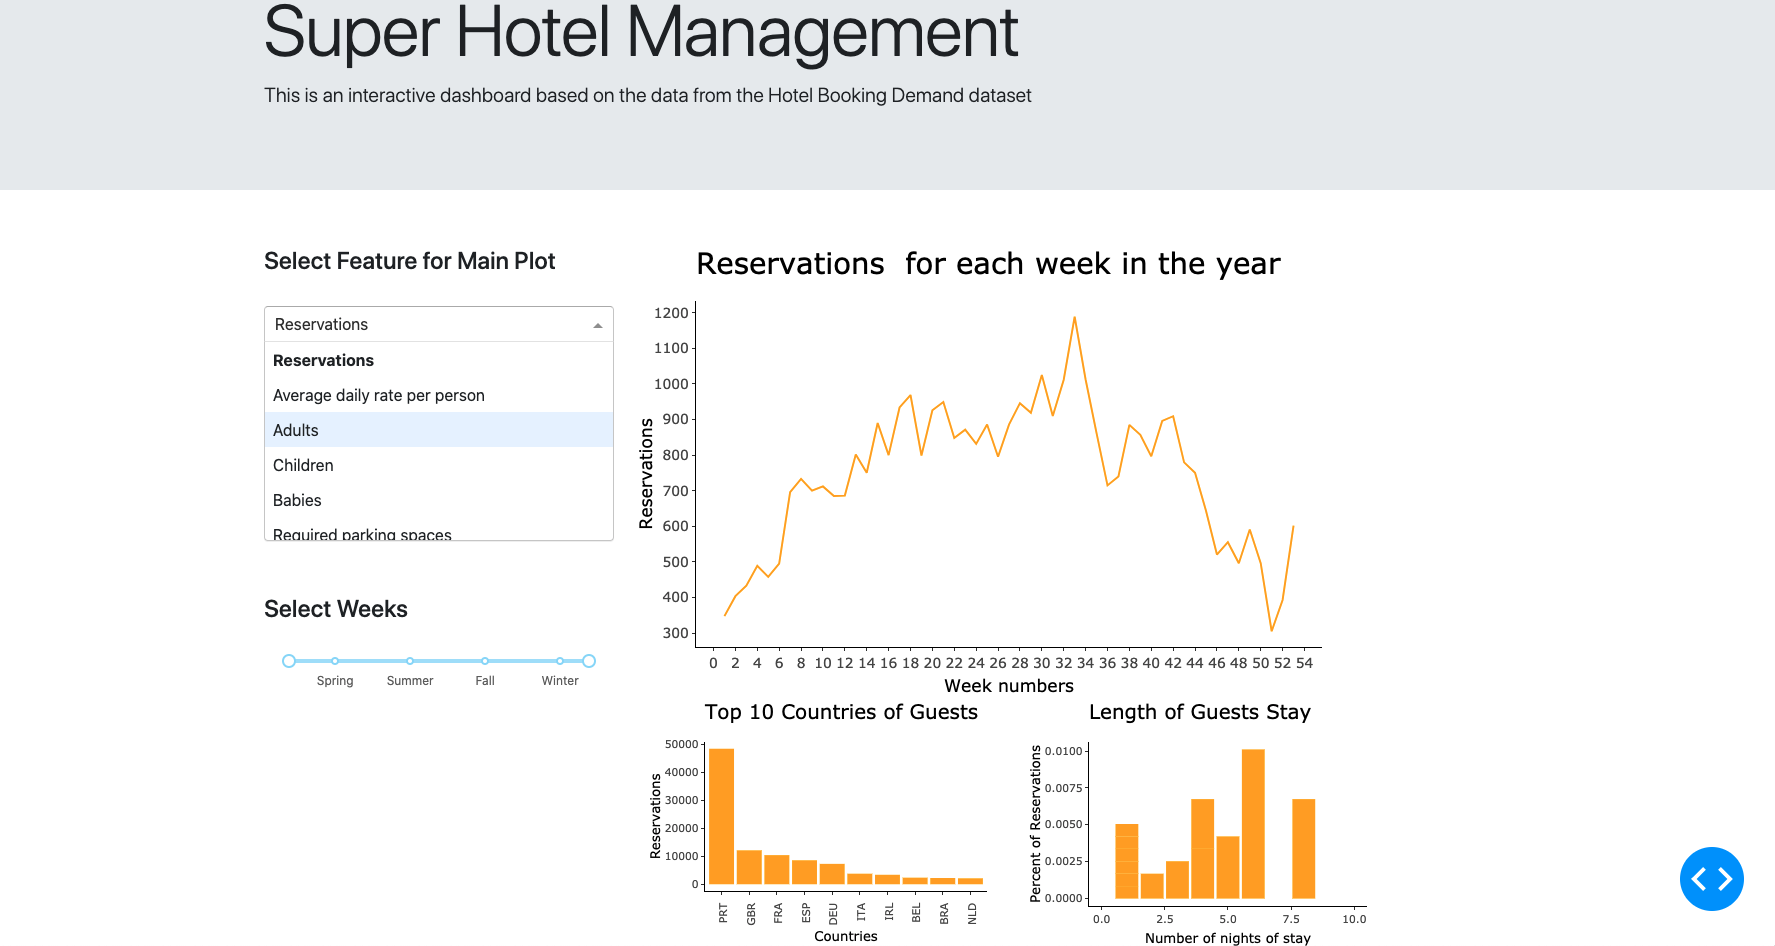 Super Hotel Management
This is an interactive dashboard based on the data from the Hotel Booking Demand dataset
Select Feature for Main Plot
Reservations
Reservations
Average daily rate per person
Adults
Children
Babies
Required parking spaces
Select Weeks
Spring Summer Fall Winter
Reservations  for each week in the year
Reservations
1200
1100
1000
900
800
700
600
500
400
300
0 2 4 6 8 10 12 14 16 18 20 22 24 26 28 30 32 34 36 38 40 42 44 46 48 50 52 54
Week numbers
Top 10 Countries of Guests
Reservations
50000
40000
30000
20000
10000
0
PRT GBR FRA ESP DEU ITA IRL BEL BRA NLD
Countries
Length of Guests Stay
Percent of Reservations
0.0100
0.0075
0.0050
0.0025
0.0000
0.0 2.5 5.0 7.5 10.0
Number of nights of stay